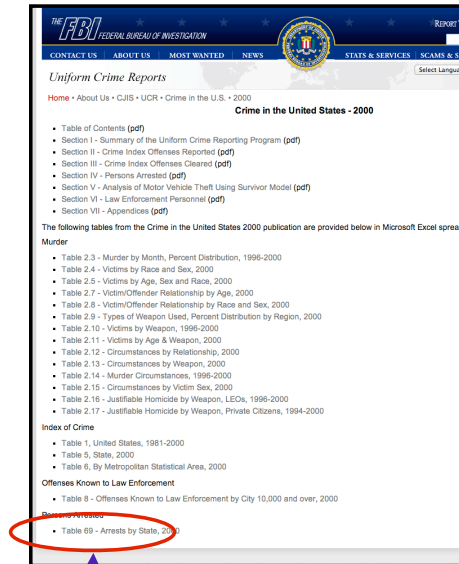 THE FBI FEDERAL BUREAU OF INVESTIGATION
REPORT
CONTACT US | ABOUT US | MOST WANTED | NEWS | STATS & SERVICES | SCAMS &
Uniform Crime Reports
Select Langua
Home • About Us • CJIS • UCR • Crime in the U.S. • 2000
Crime in the United States - 2000
Table of Contents (pdf)
Section I - Summary of the Uniform Crime Reporting Program (pdf)
Section II - Crime Index Offenses Reported (pdf)
Section III - Crime Index Offenses Cleared (pdf)
Section IV - Persons Arrested (pdf)
Section V - Analysis of Motor Vehicle Theft Using Survivor Model (pdf)
Section VI - Law Enforcement Personnel (pdf)
Section VII - Appendices (pdf)
The following tables from the Crime in the United States 2000 publication are provided below in Microsoft Excel sprea
Murder
Table 2.3 - Murder by Month, Percent Distribution, 1996-2000
Table 2.4 - Victims by Race and Sex, 2000
Table 2.5 - Victims by Age, Sex and Race, 2000
Table 2.7 - Victim/Offender Relationship by Age, 2000
Table 2.8 - Victim/Offender Relationship by Race and Sex, 2000
Table 2.9 - Types of Weapon Used, Percent Distribution by Region, 2000
Table 2.10 - Victims by Weapon, 1996-2000
Table 2.11 - Victims by Age & Weapon, 2000
Table 2.12 - Circumstances by Relationship, 2000
Table 2.13 - Circumstances by Weapon, 2000
Table 2.14 - Murder Circumstances, 1996-2000
Table 2.15 - Circumstances by Victim Sex, 2000
Table 2.16 - Justifiable Homicide by Weapon, LEOs, 1996-2000
Table 2.17 - Justifiable Homicide by Weapon, Private Citizens, 1994-2000
Index of Crime
Table 1, United States, 1981-2000
Table 5, State, 2000
Table 6, By Metropolitan Statistical Area, 2000
Offenses Known to Law Enforcement
Table 8 - Offenses Known to Law Enforcement by City 10,000 and over, 2000
Persons Arrested
Table 69 - Arrests by State, 2000